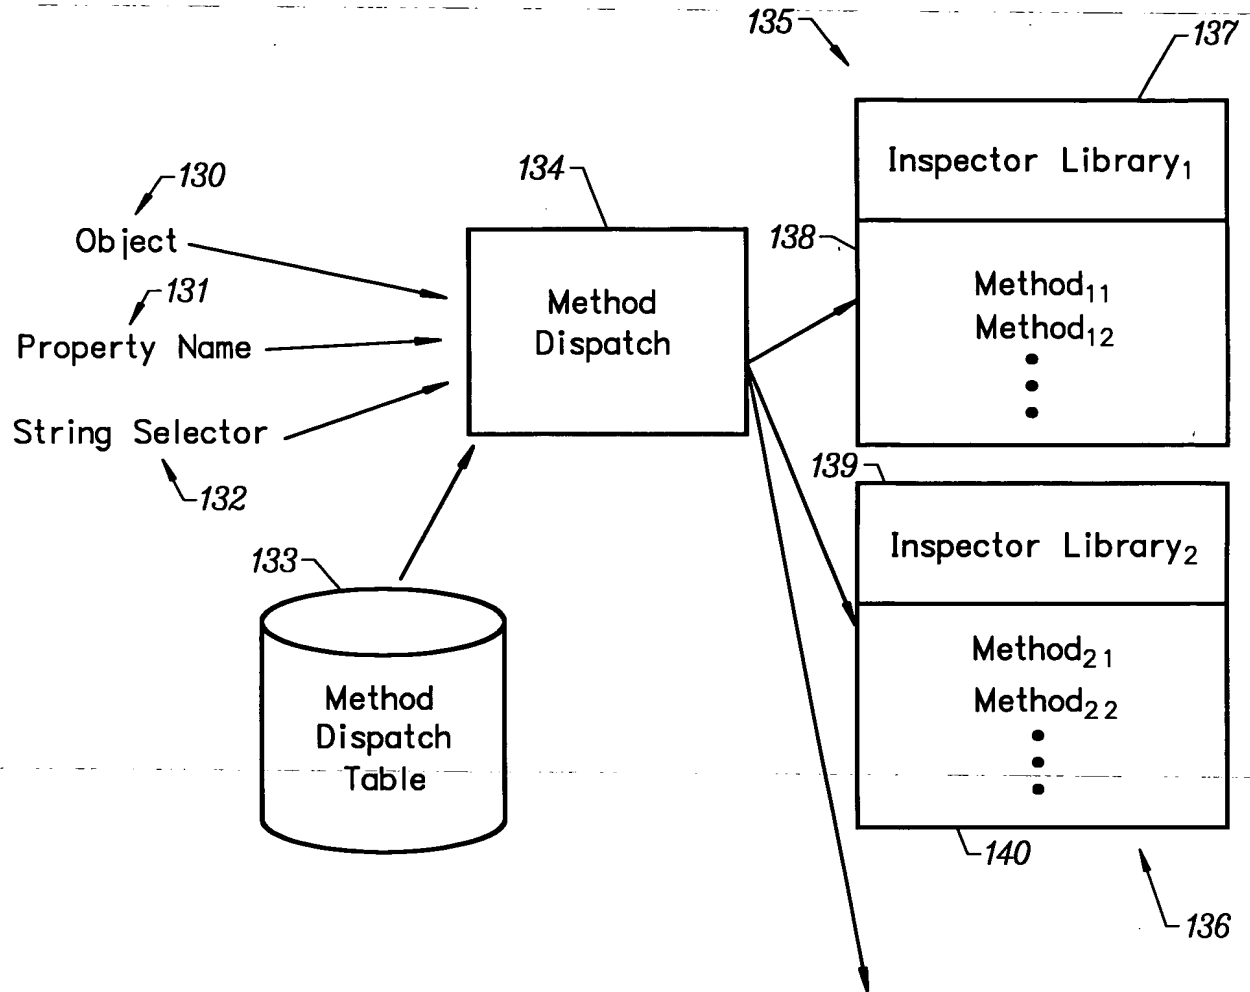 135
137
130
134
Inspector Library₁
Object
138
131
Method
Dispatch
Method₁₁
Method₁₂
Property Name
String Selector
132
139
Inspector Library₂
133
Method₂₁
Method₂₂
Method
Dispatch
Table
140
136